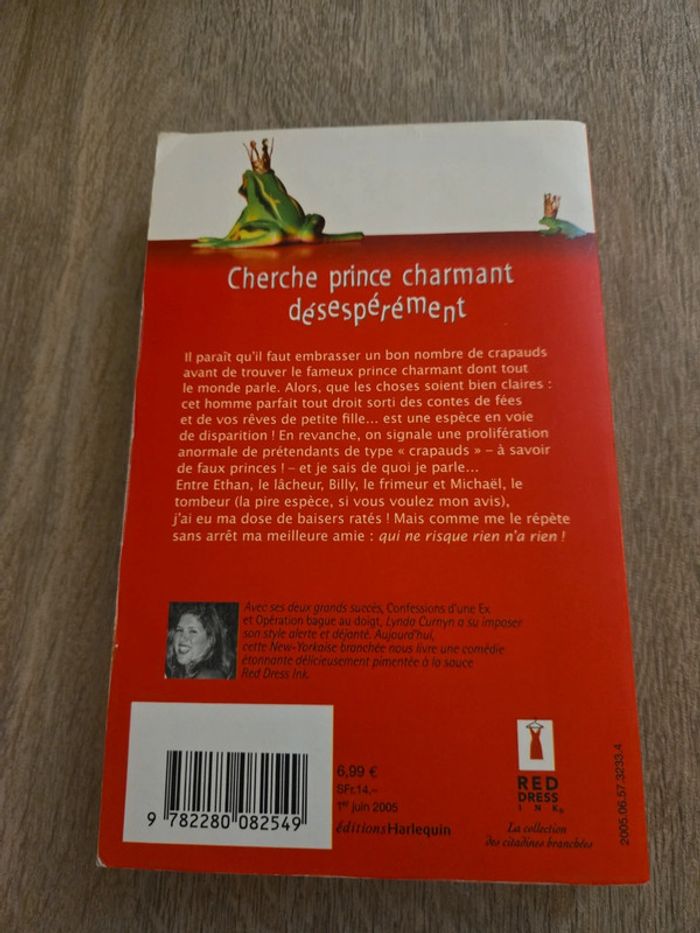 Cherche prince charmant
désespérément
Il paraît qu'il faut embrasser un bon nombre de crapauds
avant de trouver le fameux prince charmant dont tout
le monde parle. Alors, que les choses soient bien claires :
cet homme parfait tout droit sorti des contes de fées
et de vos rêves de petite fille... est une espèce en voie
de disparition ! En revanche, on signale une prolifération
anormale de prétendants de type « crapauds » – à savoir
de faux princes ! – et je sais de quoi je parle...
Entre Ethan, le lâcheur, Billy, le frimeur et Michaël, le
tombeur (la pire espèce, si vous voulez mon avis),
j'ai eu ma dose de baisers ratés ! Mais comme me le répète
sans arrêt ma meilleure amie : qui ne risque rien n'a rien !
Avec ses deux grands succès, Confessions d'une Ex
et Opération bague au doigt, Lynda Curnyn a su imposer
son style alerte et déjanté. Aujourd'hui,
cette New-Yorkaise branchée nous livre une comédie
étonnante délicieusement pimentée à la sauce
Red Dress Ink.
9 782280 082549
6,99 €
SFr.14,–
1er juin 2005
éditionsHarlequin
RED
DRESS
INK
La collection
des citadines branchées
2005.06.57.3233.4